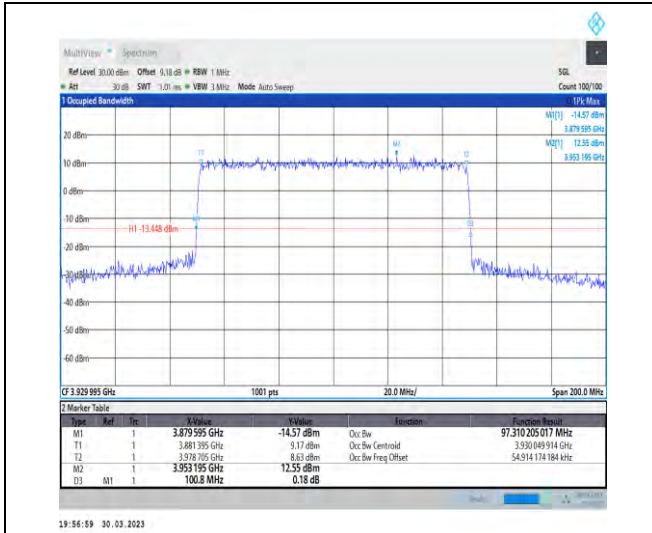 MultiView Spectrum
Ref Level 30.00 dBm Offset 9.18 dB RBW 1 MHz SGL
Att 30 dB SWT 1.01 ms VBW 3 MHz Mode Auto Sweep Count 100/100
1 Occupied Bandwidth 1Pk Max
M1[1] -14.57 dBm
3.879 595 GHz
M2[1] 12.55 dBm
3.953 195 GHz
20 dBm
10 dBm
0 dBm
-10 dBm
H1 -13.448 dBm
-20 dBm
-30 dBm
-40 dBm
-50 dBm
-60 dBm
T1
M2
T2
D3
CF 3.929 995 GHz 1001 pts 20.0 MHz/ Span 200.0 MHz
2 Marker Table
Type Ref Trc X-Value Y-Value Function Function Result
M1 1 3.879 595 GHz -14.57 dBm Occ Bw 97.310 205 017 MHz
T1 1 3.881 395 GHz 9.17 dBm Occ Bw Centroid 3.930 049 914 GHz
T2 1 3.978 705 GHz 8.63 dBm Occ Bw Freq Offset 54.914 174 184 kHz
M2 1 3.953 195 GHz 12.55 dBm
D3 M1 1 100.8 MHz 0.18 dB
19:56:59 30.03.2023